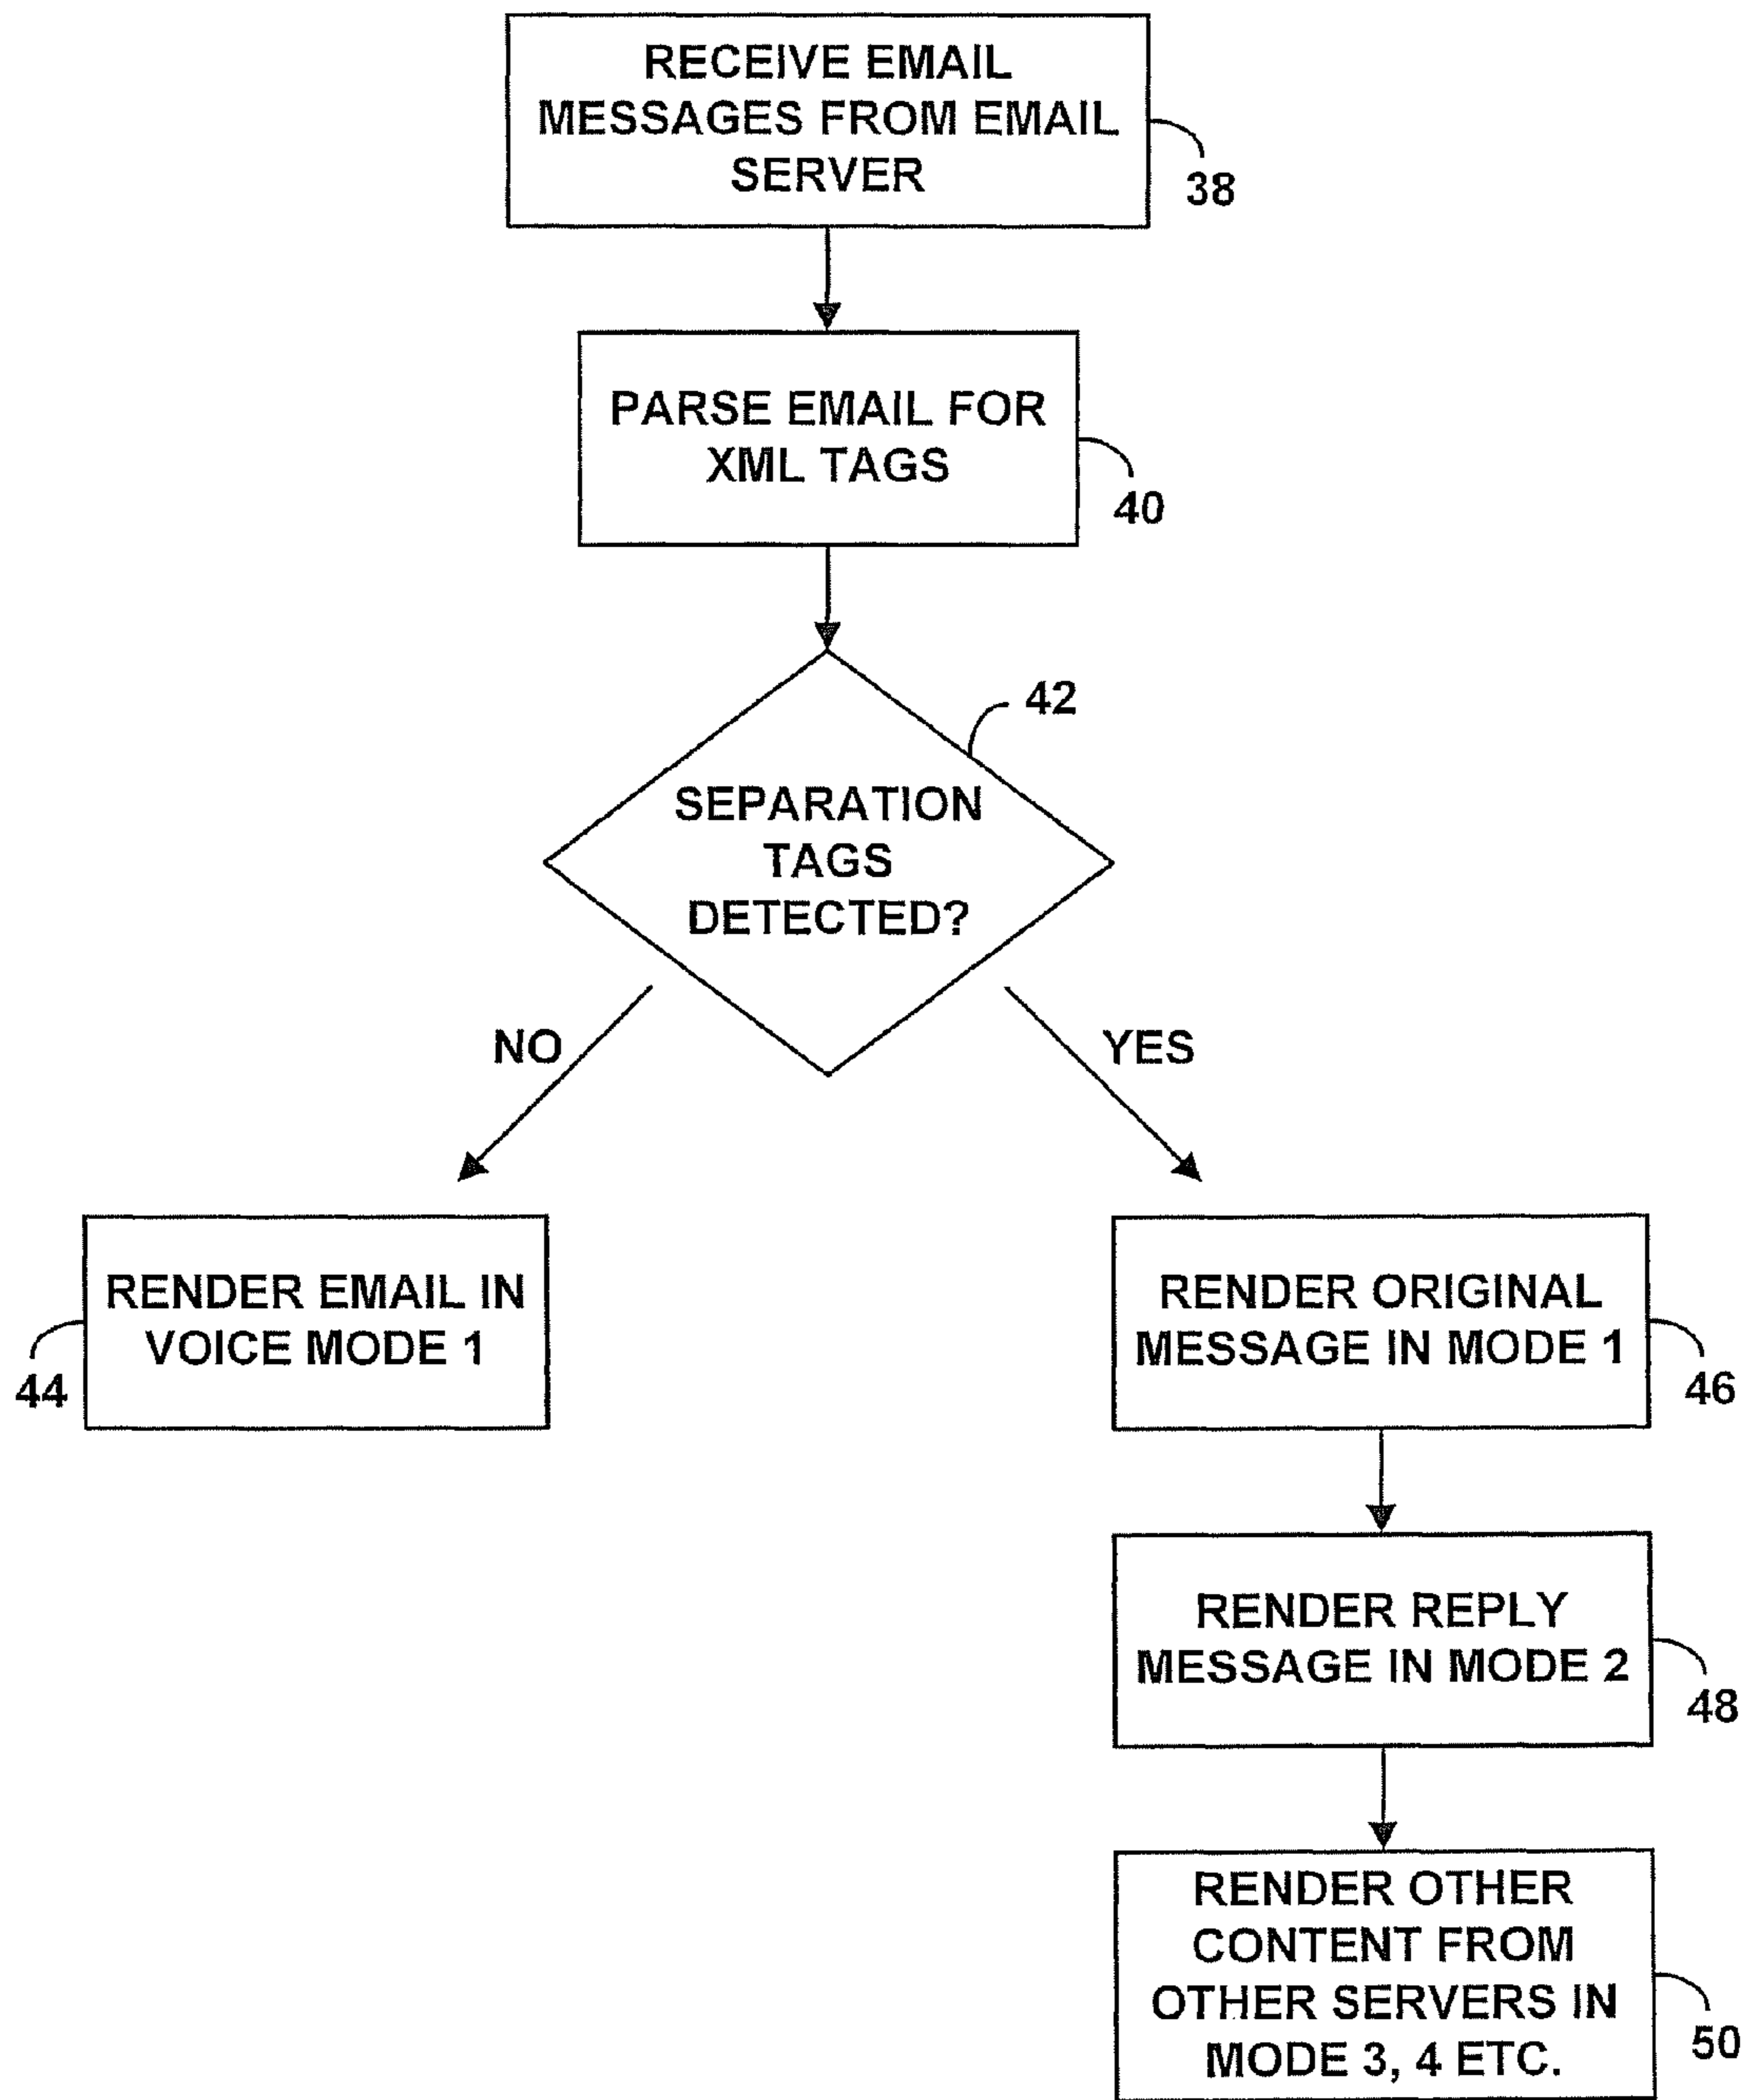 RECEIVE EMAIL
MESSAGES FROM EMAIL
SERVER
38
PARSE EMAIL FOR
XML TAGS
40
42
SEPARATION
TAGS
DETECTED?
NO
YES
RENDER EMAIL IN
VOICE MODE 1
44
RENDER ORIGINAL
MESSAGE IN MODE 1
46
RENDER REPLY
MESSAGE IN MODE 2
48
RENDER OTHER
CONTENT FROM
OTHER SERVERS IN
MODE 3, 4 ETC.
50